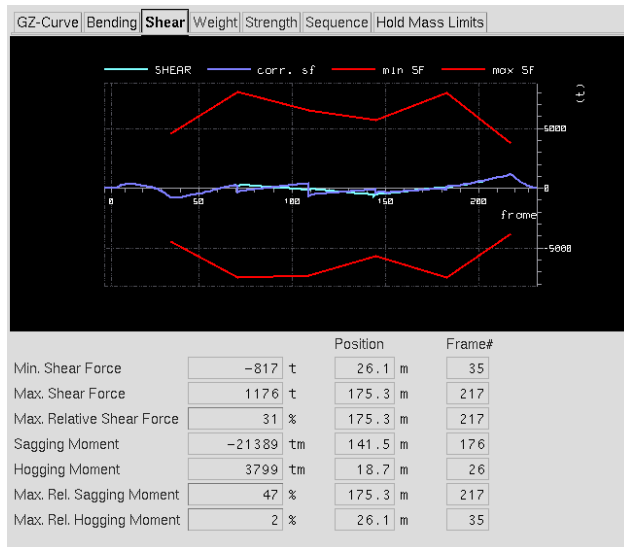 GZ-Curve Bending Shear Weight Strength Sequence Hold Mass Limits
SHEAR corr. sf min SF max SF
(t)
5000
0
0 50 100 150 200
frame
-5000
Position Frame#
Min. Shear Force -817 t 26.1 m 35
Max. Shear Force 1176 t 175.3 m 217
Max. Relative Shear Force 31 % 175.3 m 217
Sagging Moment -21389 tm 141.5 m 176
Hogging Moment 3799 tm 18.7 m 26
Max. Rel. Sagging Moment 47 % 175.3 m 217
Max. Rel. Hogging Moment 2 % 26.1 m 35